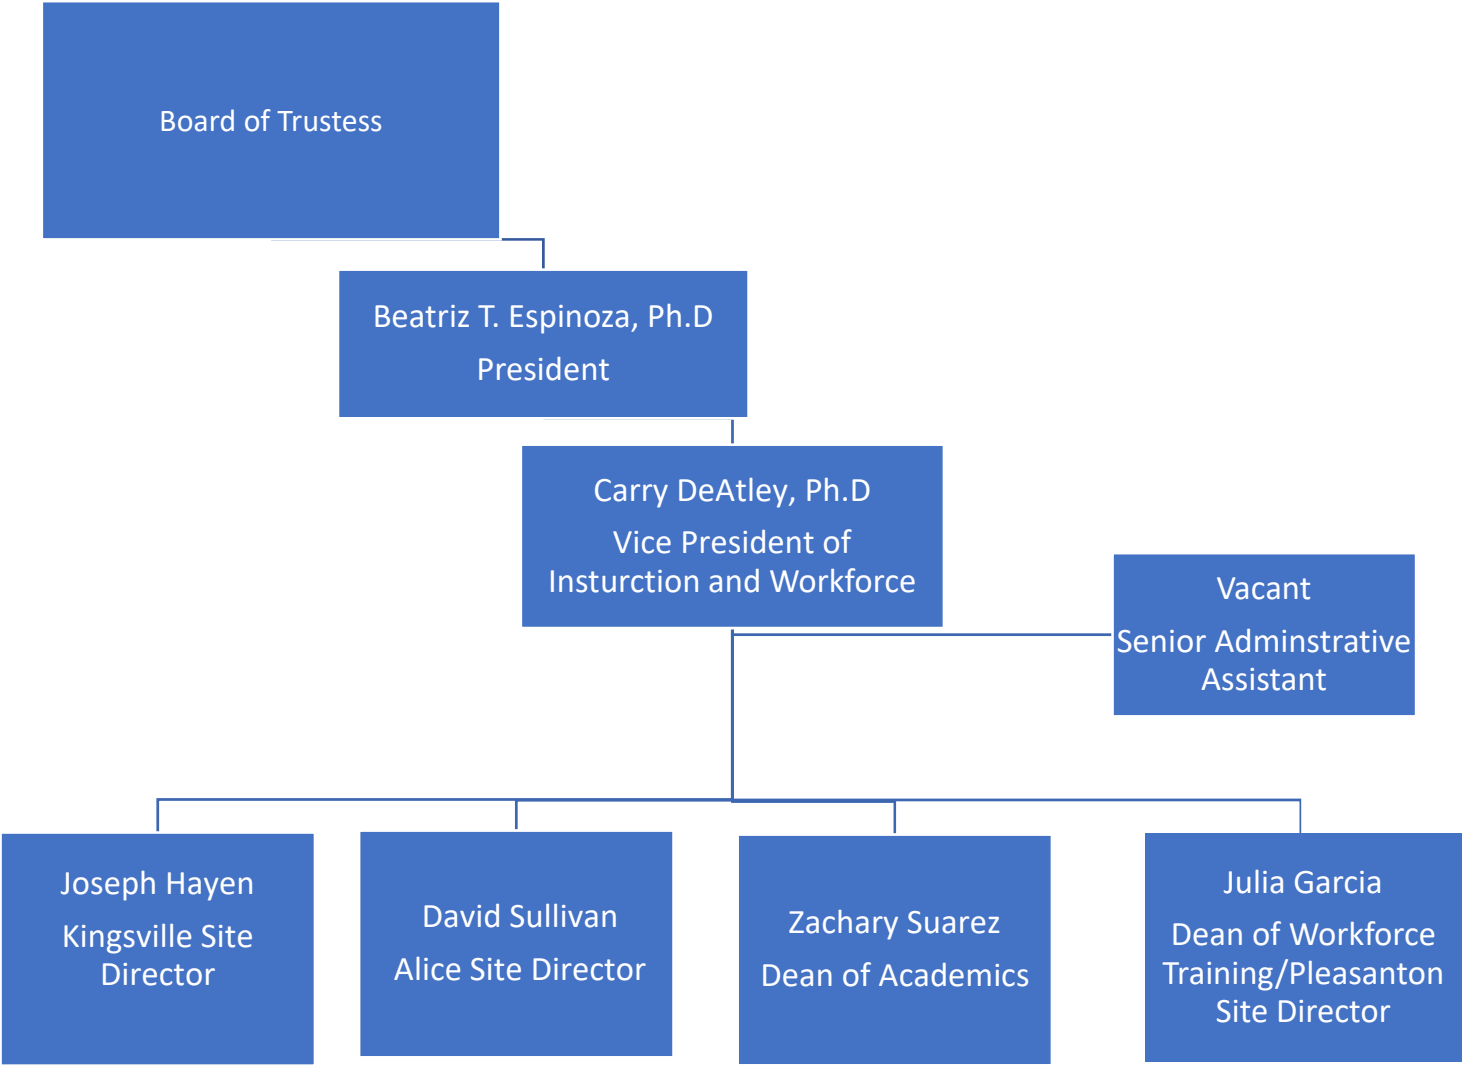 Board of Trustess
Beatriz T. Espinoza, Ph.D
President
Carry DeAtley, Ph.D
Vice President of
Insturction and Workforce
Vacant
Senior Adminstrative
Assistant
Joseph Hayen
Kingsville Site
Director
David Sullivan
Alice Site Director
Zachary Suarez
Dean of Academics
Julia Garcia
Dean of Workforce
Training/Pleasanton
Site Director